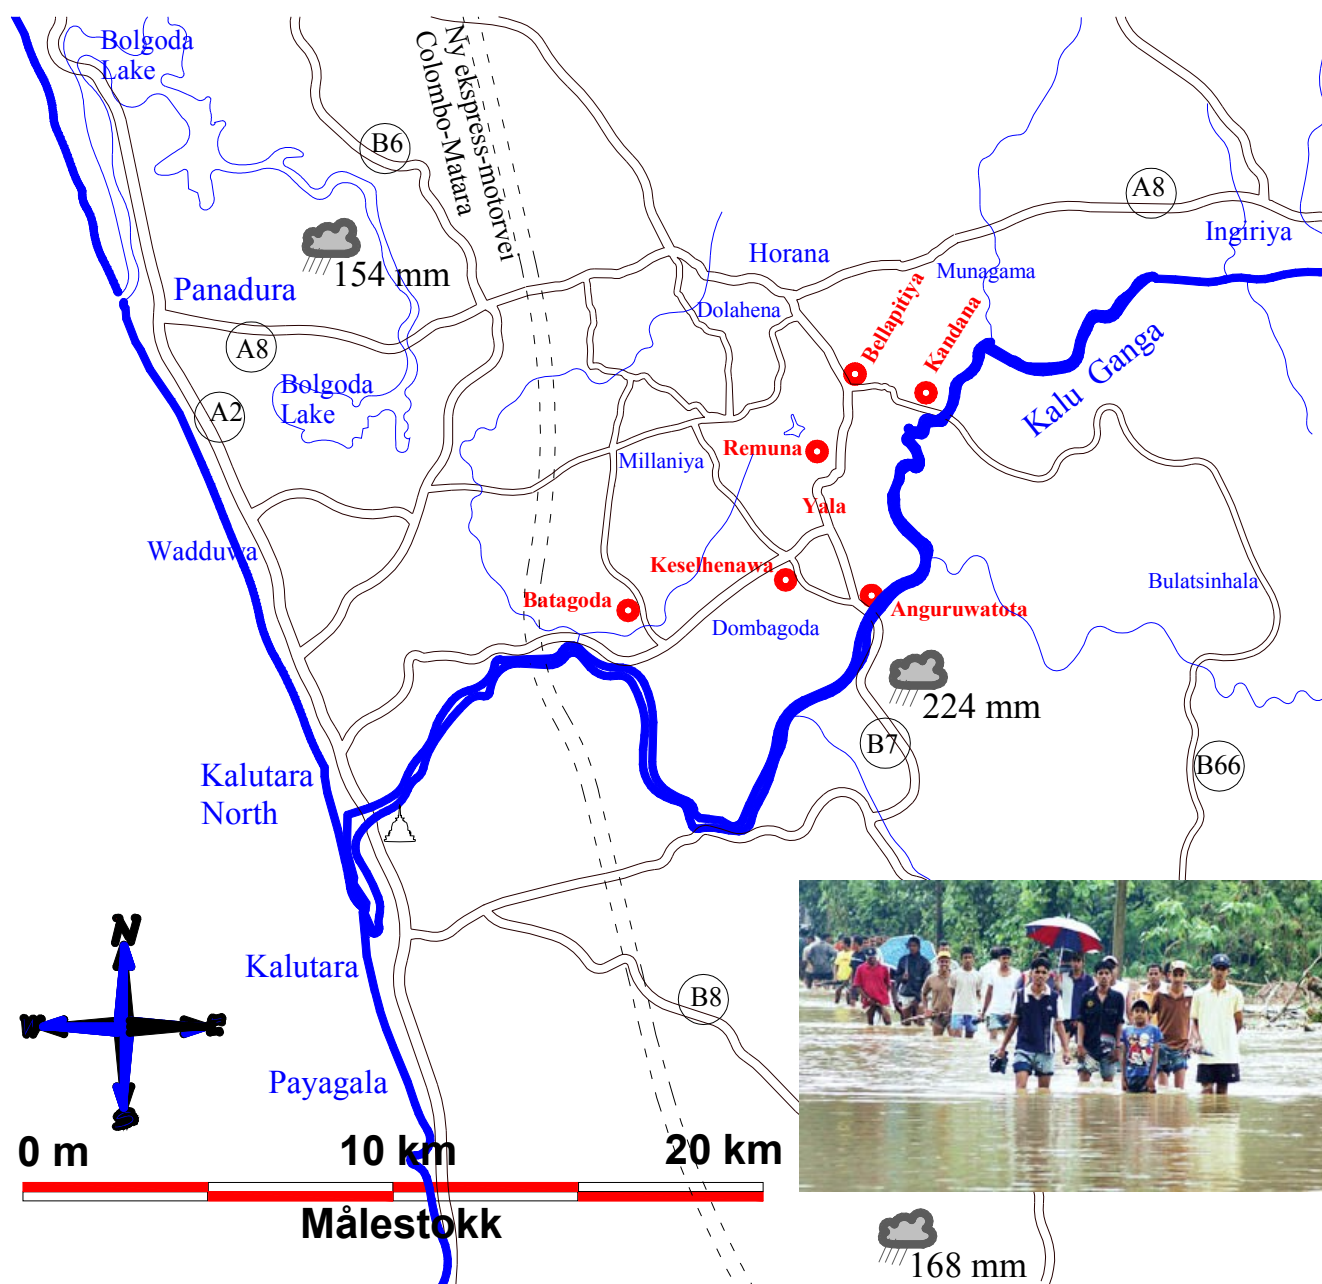 Bolgoda
Lake
Ny ekspress-motorvei
Colombo-Matara
B6
A8
Ingiriya
Horana
Munagama
154 mm
Panadura
Dolahena
Bellapitiya
Kandana
A8
Kalu Ganga
Bolgoda
Lake
A2
Remuna
Millaniya
Yala
Wadduwa
Keselhenawa
Bulatsinhala
Batagoda
Anguruwatota
Dombagoda
224 mm
B7
B66
Kalutara
North
N
W
E
S
Kalutara
B8
Payagala
0 m
10 km
20 km
Målestokk
168 mm